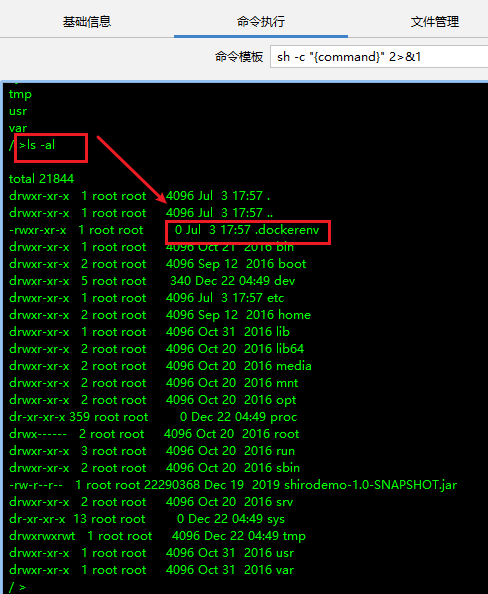 基础信息 命令执行 文件管理
命令模板 sh -c "{command}" 2>&1
tmp
usr
var
/ >ls -al
total 21844
drwxr-xr-x 1 root root 4096 Jul 3 17:57 .
drwxr-xr-x 1 root root 4096 Jul 3 17:57 ..
-rwxr-xr-x 1 root root 0 Jul 3 17:57 .dockerenv
drwxr-xr-x 1 root root 4096 Oct 21 2016 bin
drwxr-xr-x 2 root root 4096 Sep 12 2016 boot
drwxr-xr-x 5 root root 340 Dec 22 04:49 dev
drwxr-xr-x 1 root root 4096 Jul 3 17:57 etc
drwxr-xr-x 2 root root 4096 Sep 12 2016 home
drwxr-xr-x 1 root root 4096 Oct 31 2016 lib
drwxr-xr-x 2 root root 4096 Oct 20 2016 lib64
drwxr-xr-x 2 root root 4096 Oct 20 2016 media
drwxr-xr-x 2 root root 4096 Oct 20 2016 mnt
drwxr-xr-x 2 root root 4096 Oct 20 2016 opt
dr-xr-xr-x 359 root root 0 Dec 22 04:49 proc
drwx------ 2 root root 4096 Oct 20 2016 root
drwxr-xr-x 3 root root 4096 Oct 20 2016 run
drwxr-xr-x 2 root root 4096 Oct 20 2016 sbin
-rw-r--r-- 1 root root 22290368 Dec 19 2019 shirodemo-1.0-SNAPSHOT.jar
drwxr-xr-x 2 root root 4096 Oct 20 2016 srv
dr-xr-xr-x 13 root root 0 Dec 22 04:49 sys
drwxrwxrwt 1 root root 4096 Dec 22 04:49 tmp
drwxr-xr-x 1 root root 4096 Oct 31 2016 usr
drwxr-xr-x 1 root root 4096 Oct 31 2016 var
/ >